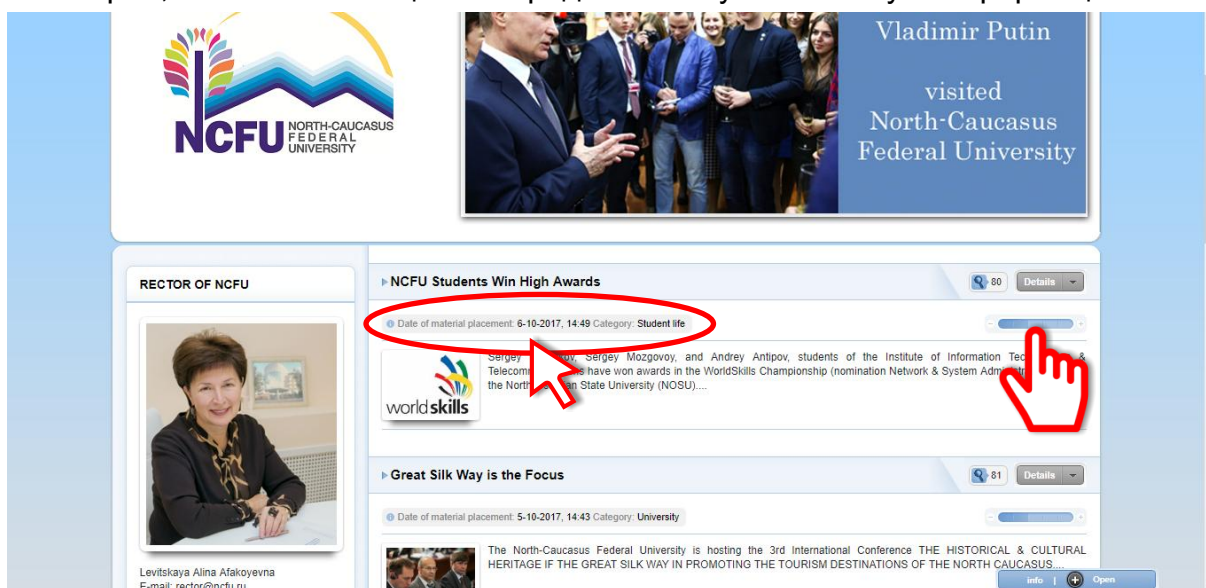 Vladimir Putin
visited
North-Caucasus
Federal University
NCFU NORTH-CAUCASUS
FEDERAL
UNIVERSITY
RECTOR OF NCFU
Levitskaya Alina Afakoyevna
E-mail: rector@ncfu.ru
NCFU Students Win High Awards
80 Details
Date of material placement: 6-10-2017, 14:49 Category: Student life
Sergey Mozgovoy, and Andrey Antipov, students of the Institute of Information &
have won awards in the WorldSkills Championship (nomination Network & System
the North State University (NOSU)....
world skills
Great Silk Way is the Focus
81 Details
Date of material placement: 5-10-2017, 14:43 Category: University
The North-Caucasus Federal University is hosting the 3rd International Conference THE HISTORICAL & CULTURAL
HERITAGE IF THE GREAT SILK WAY IN PROMOTING THE TOURISM DESTINATIONS OF THE NORTH CAUCASUS....
info | Open